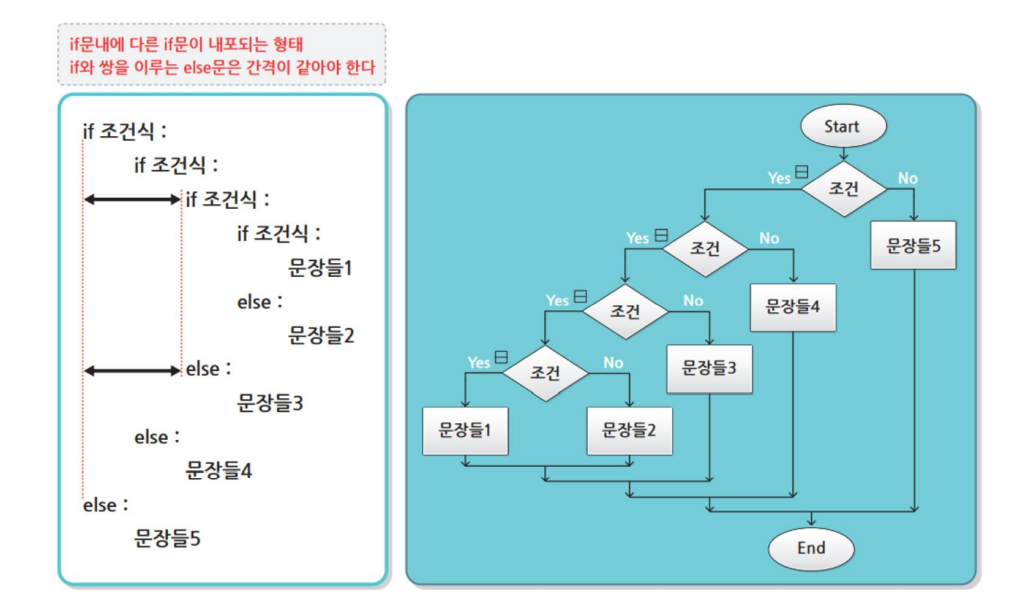 if문내에 다른 if문이 내포되는 형태
if와 쌍을 이루는 else문은 간격이 같아야 한다
if 조건식 :
if 조건식 :
if 조건식 :
if 조건식 :
문장들1
else :
문장들2
else :
문장들3
else :
문장들4
else :
문장들5
Start
Yes
조건
No
문장들5
Yes
조건
No
문장들4
Yes
조건
No
문장들3
Yes
조건
No
문장들1
문장들2
End